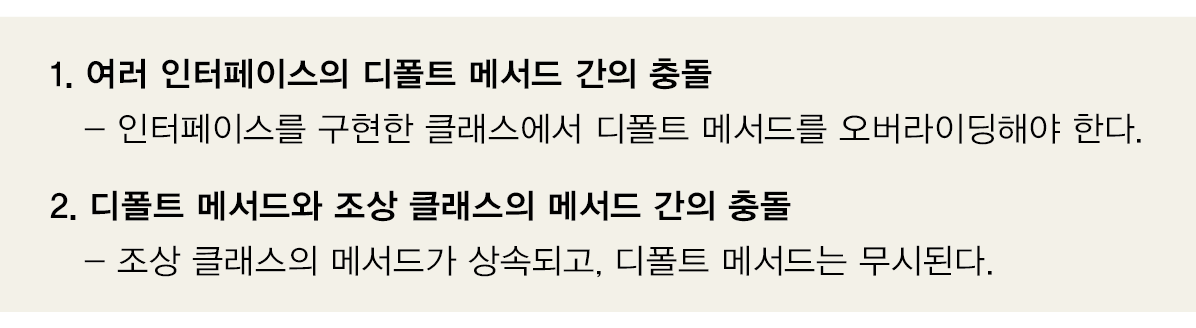 1. 여러 인터페이스의 디폴트 메서드 간의 충돌
– 인터페이스를 구현한 클래스에서 디폴트 메서드를 오버라이딩해야 한다.
2. 디폴트 메서드와 조상 클래스의 메서드 간의 충돌
– 조상 클래스의 메서드가 상속되고, 디폴트 메서드는 무시된다.